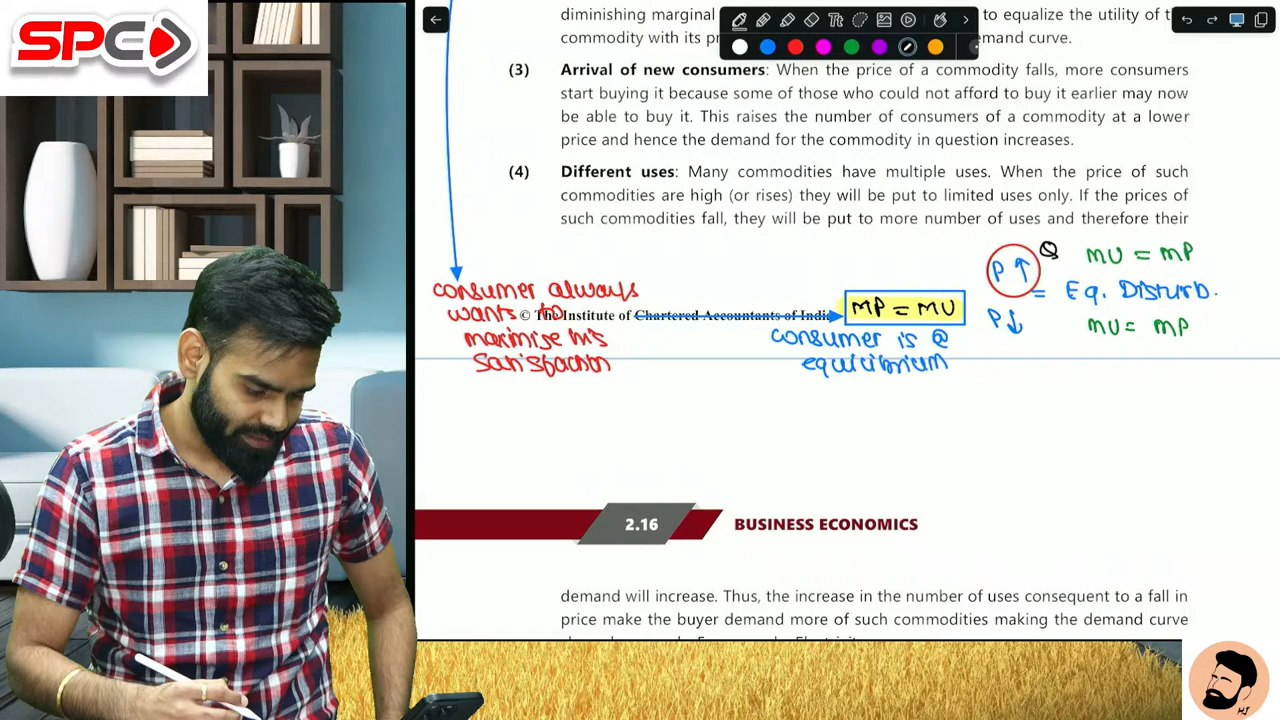 SPC
diminishing marginal
to equalize the utility of
commodity with its
emand curve.
(3) Arrival of new consumers: When the price of a commodity falls, more consumers
start buying it because some of those who could not afford to buy it earlier may now
be able to buy it. This raises the number of consumers of a commodity at a lower
price and hence the demand for the commodity in question increases.
(4) Different uses: Many commodities have multiple uses. When the price of such
commodities are high (or rises) they will be put to limited uses only. If the prices of
such commodities fall, they will be put to more number of uses and therefore their
P ↑ Q MU = MP
= Eq. Disturb.
P ↓ MU = MP
consumer always
wants to
maximise his
satisfaction
© The Institute of Chartered Accountants of India
MP = MU
consumer is @
equilibrium
2.16 BUSINESS ECONOMICS
demand will increase. Thus, the increase in the number of uses consequent to a fall in
price make the buyer demand more of such commodities making the demand curve
HJ